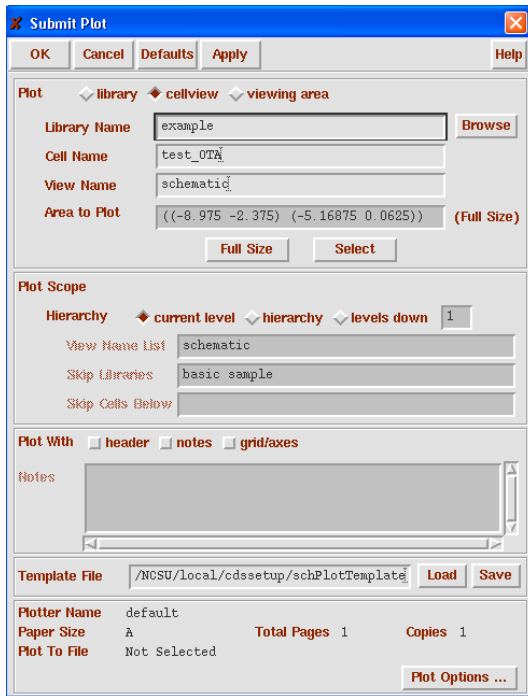 Submit Plot
OK Cancel Defaults Apply Help
Plot library cellview viewing area
Library Name example Browse
Cell Name test_OTA
View Name schematic
Area to Plot ((-8.975 -2.375) (-5.16875 0.0625)) (Full Size)
Full Size Select
Plot Scope
Hierarchy current level hierarchy levels down 1
View Name List schematic
Skip Libraries basic sample
Skip Cells Below
Plot With header notes grid/axes
Notes
Template File /NCSU/local/cdssetup/schPlotTemplate Load Save
Plotter Name default
Paper Size A Total Pages 1 Copies 1
Plot To File Not Selected
Plot Options ...